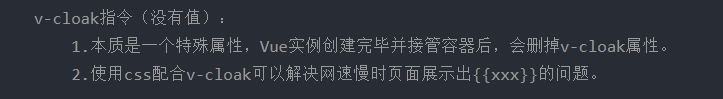 v-cloak指令（没有值）：
1.本质是一个特殊属性，Vue实例创建完毕并接管容器后，会删掉v-cloak属性。
2.使用css配合v-cloak可以解决网速慢时页面展示出{{xxx}}的问题。